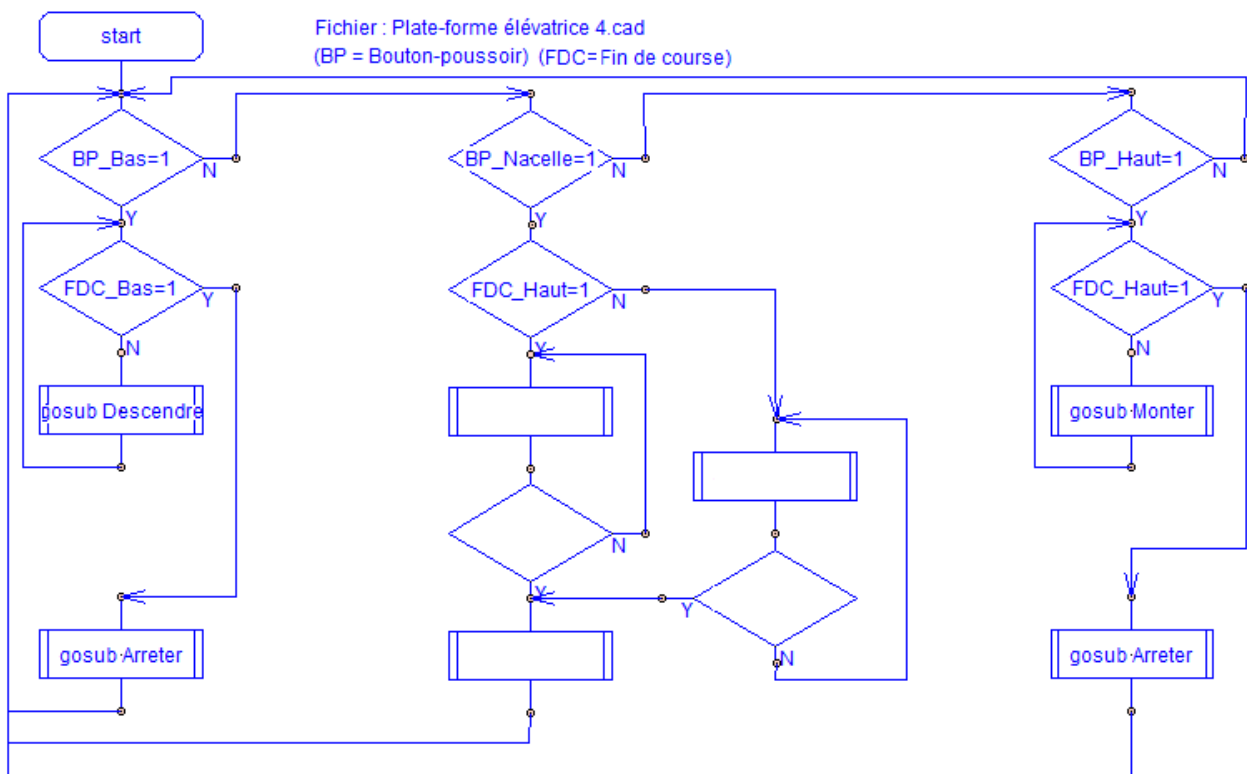 start
Fichier : Plate-forme élévatrice 4.cad
(BP = Bouton-poussoir) (FDC=Fin de course)
BP_Bas=1
N
Y
BP_Nacelle=1
N
Y
BP_Haut=1
N
Y
FDC_Bas=1
Y
N
FDC_Haut=1
N
Y
FDC_Haut=1
Y
N
gosub Descendre
gosub Monter
N
Y
Y
N
gosub Arreter
gosub Arreter